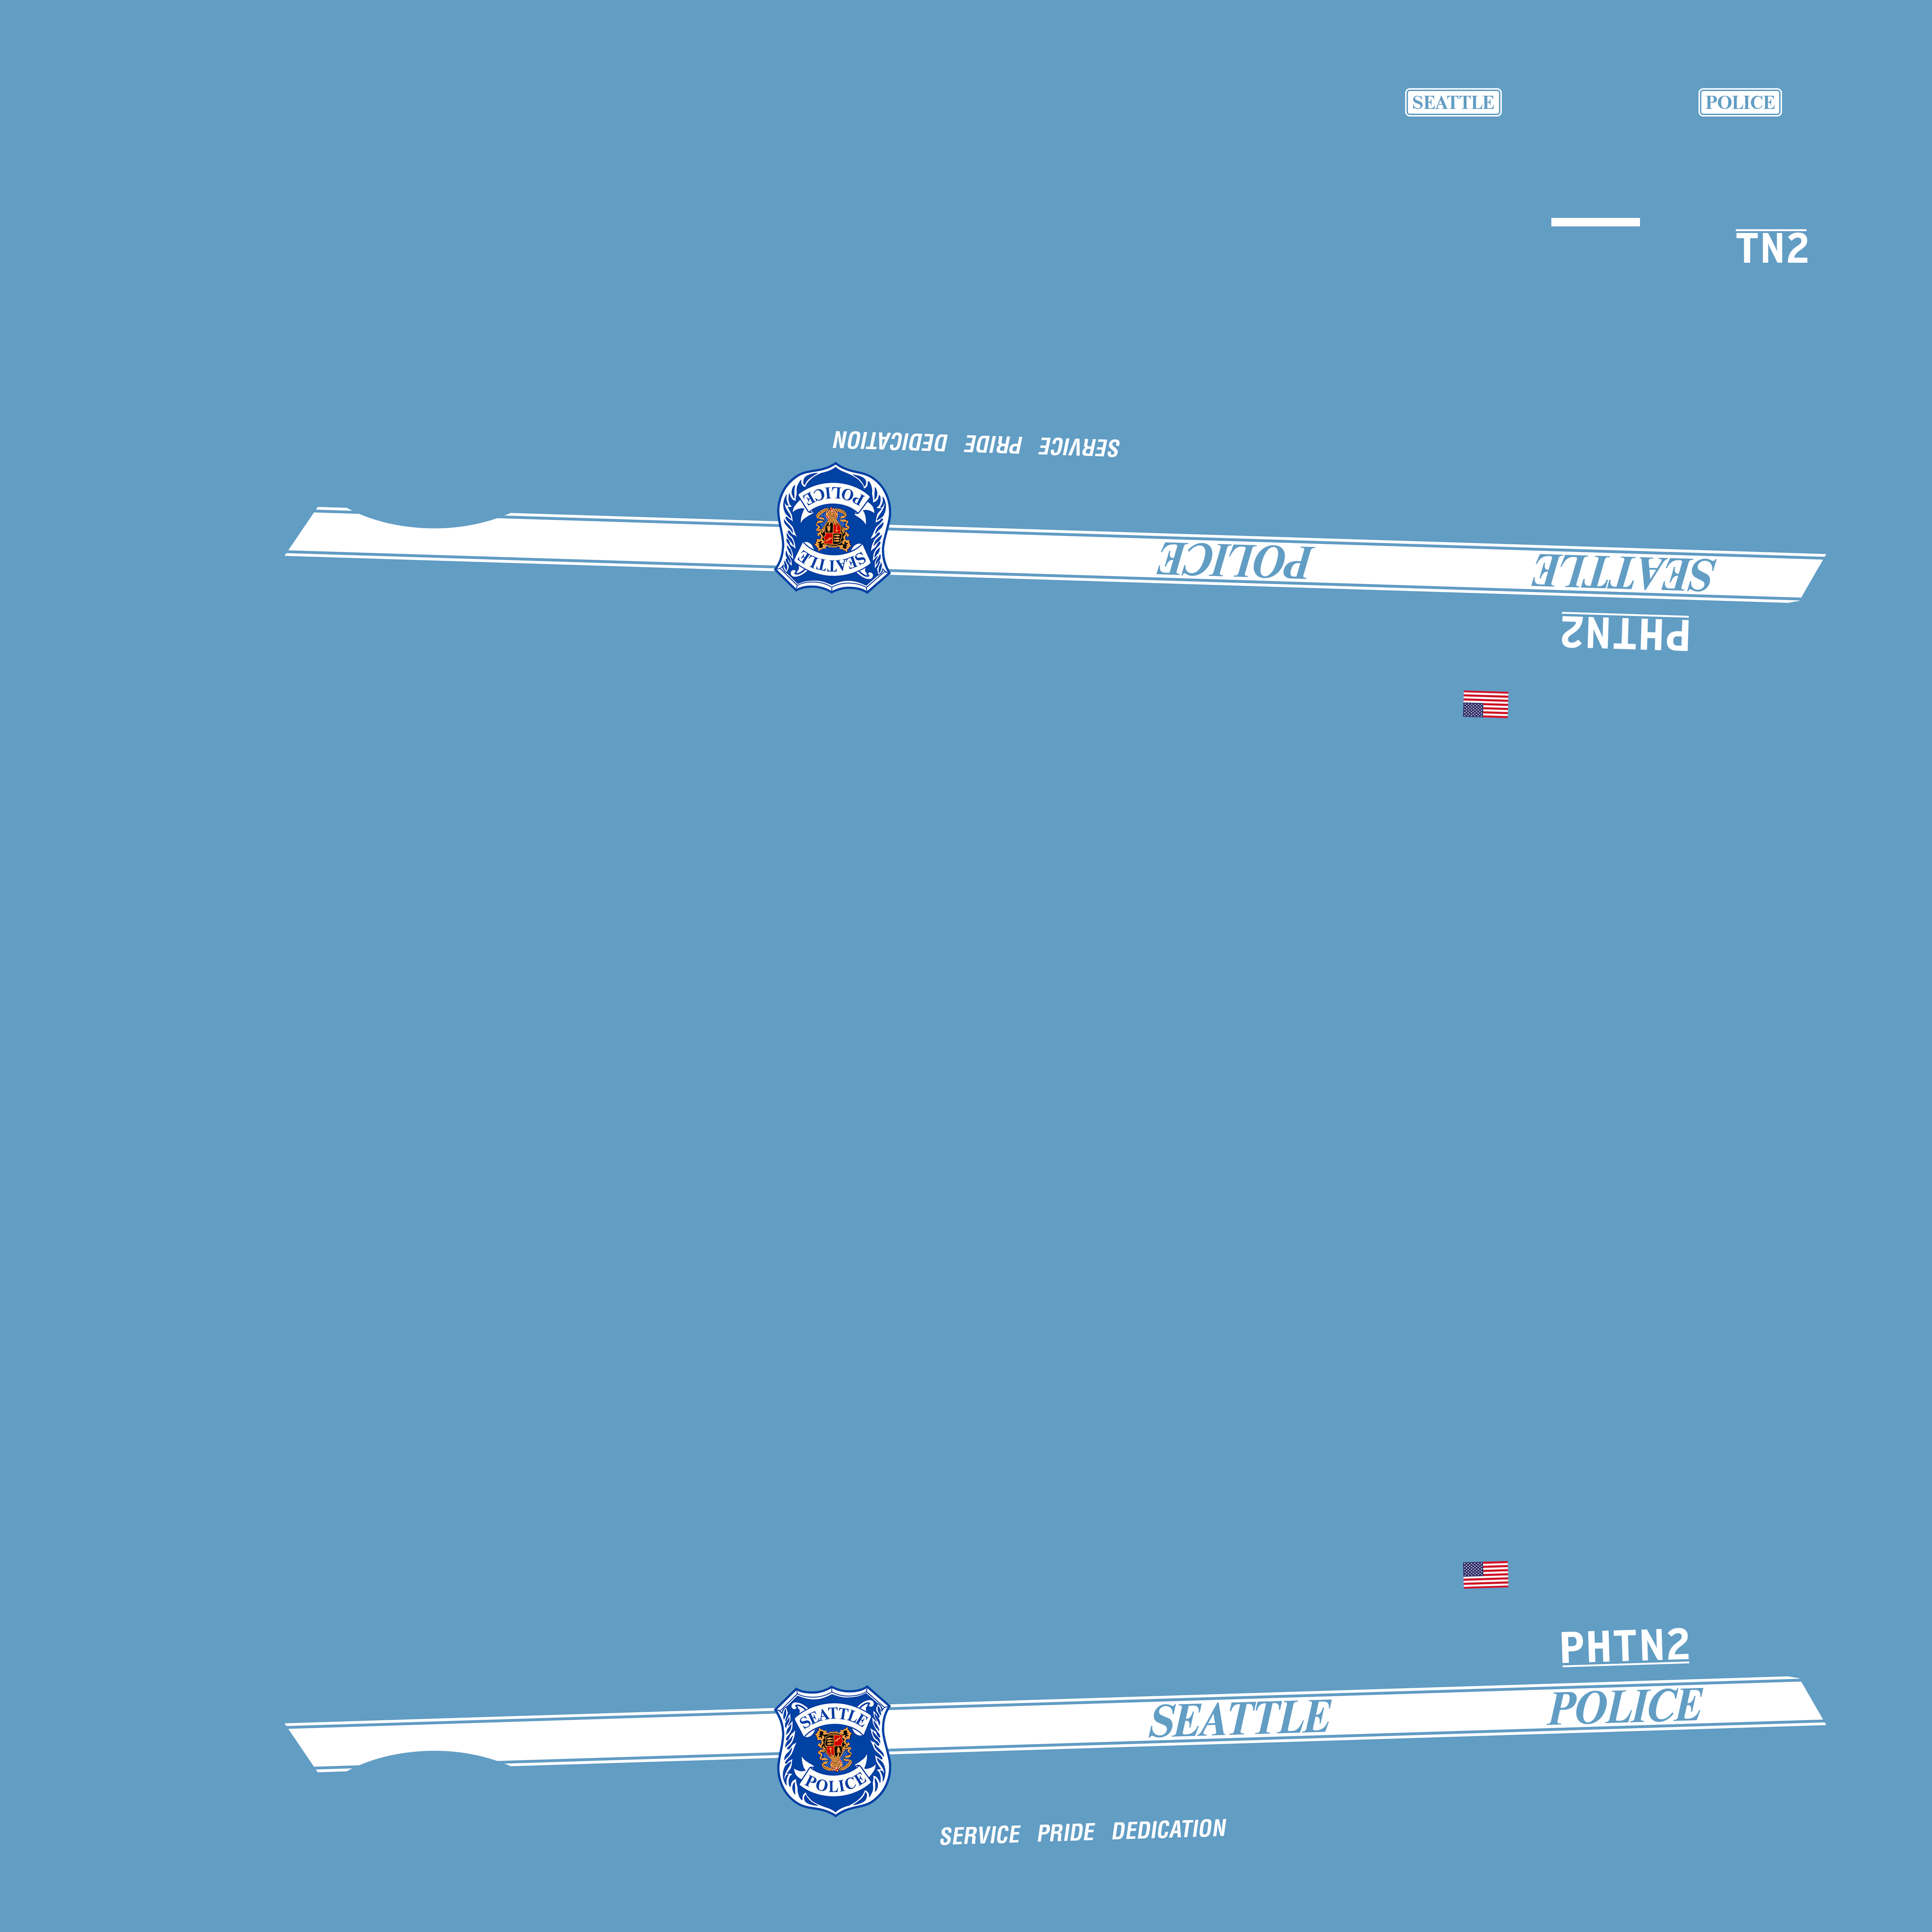 SEATTLE POLICE
TN2
SERVICE PRIDE DEDICATION
POLICE
SEATTLE
SEATTLE POLICE
PHTN2
PHTN2
SEATTLE POLICE
SEATTLE
POLICE
SERVICE PRIDE DEDICATION